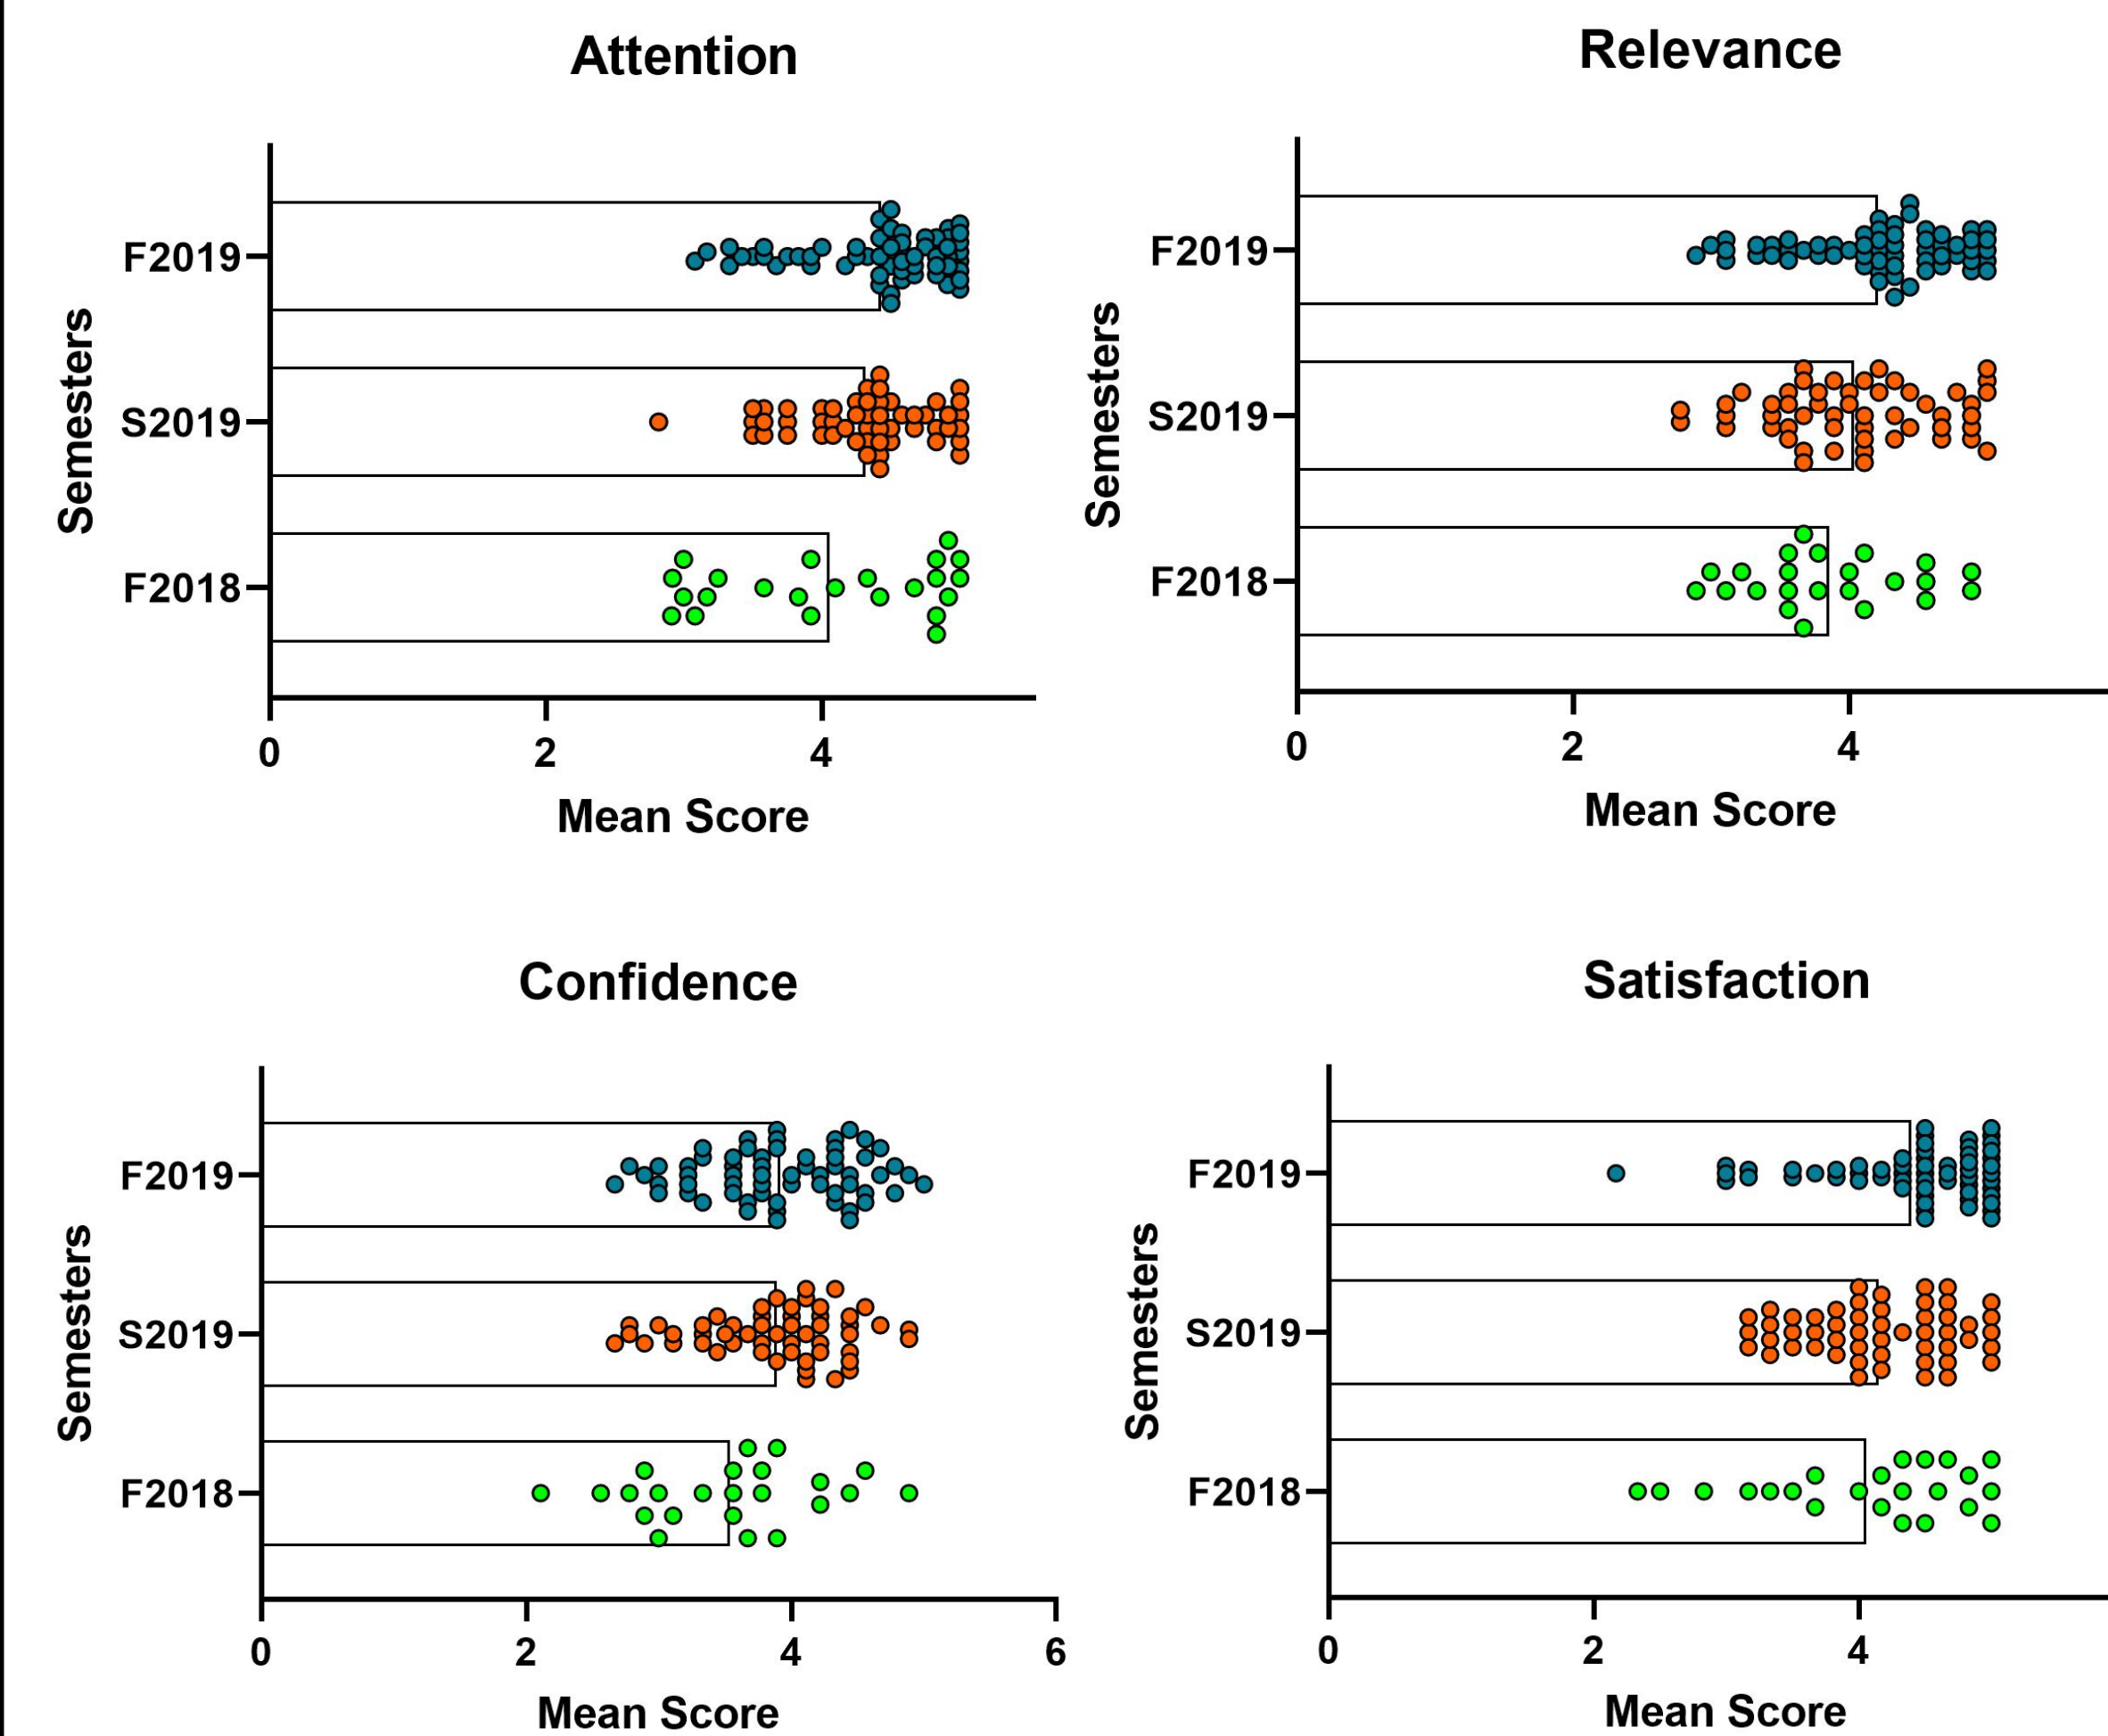 Attention
Semesters
F2019
S2019
F2018
0 2 4
Mean Score
Relevance
Semesters
F2019
S2019
F2018
0 2 4
Mean Score
Confidence
Semesters
F2019
S2019
F2018
0 2 4 6
Mean Score
Satisfaction
Semesters
F2019
S2019
F2018
0 2 4
Mean Score